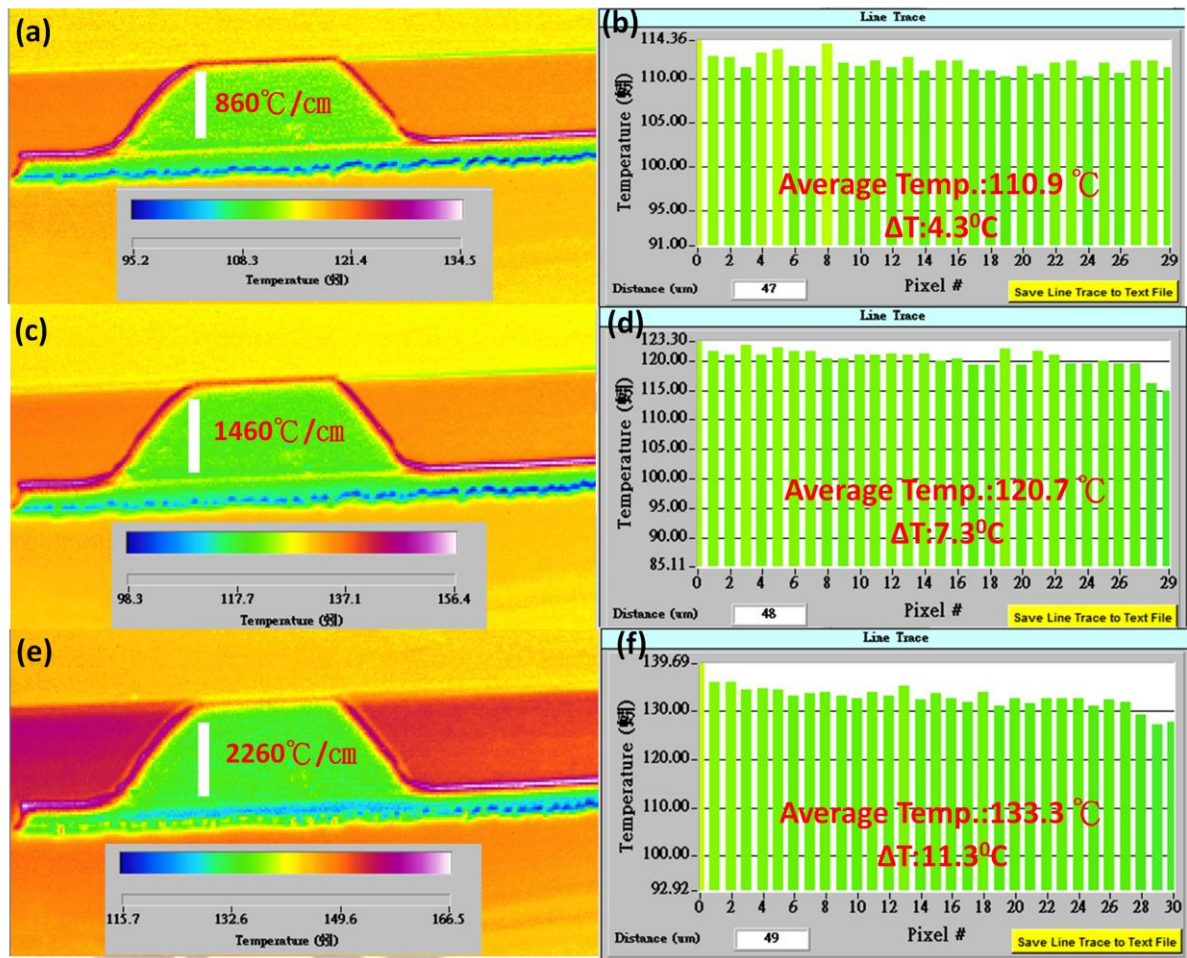 (a)
860℃/cm
95.2 108.3 121.4 134.5
Temperature
(b)
Line Trace
114.36
110.00
105.00
100.00
95.00
91.00
Temperature
Average Temp.:110.9 ℃
ΔT:4.3⁰C
0 2 4 6 8 10 12 14 16 18 20 22 24 26 29
Distance (um) 47 Pixel # Save Line Trace to Text File
(c)
1460℃/cm
98.3 117.7 137.1 156.4
Temperature
(d)
Line Trace
123.30
120.00
115.00
110.00
105.00
100.00
95.00
90.00
85.11
Temperature
Average Temp.:120.7 ℃
ΔT:7.3⁰C
0 2 4 6 8 10 12 14 16 18 20 22 24 26 29
Distance (um) 48 Pixel # Save Line Trace to Text File
(e)
2260℃/cm
115.7 132.6 149.6 166.5
Temperature
(f)
Line Trace
139.69
130.00
120.00
110.00
100.00
92.92
Temperature
Average Temp.:133.3 ℃
ΔT:11.3⁰C
0 2 4 6 8 10 12 14 16 18 20 22 24 26 28 30
Distance (um) 49 Pixel # Save Line Trace to Text File